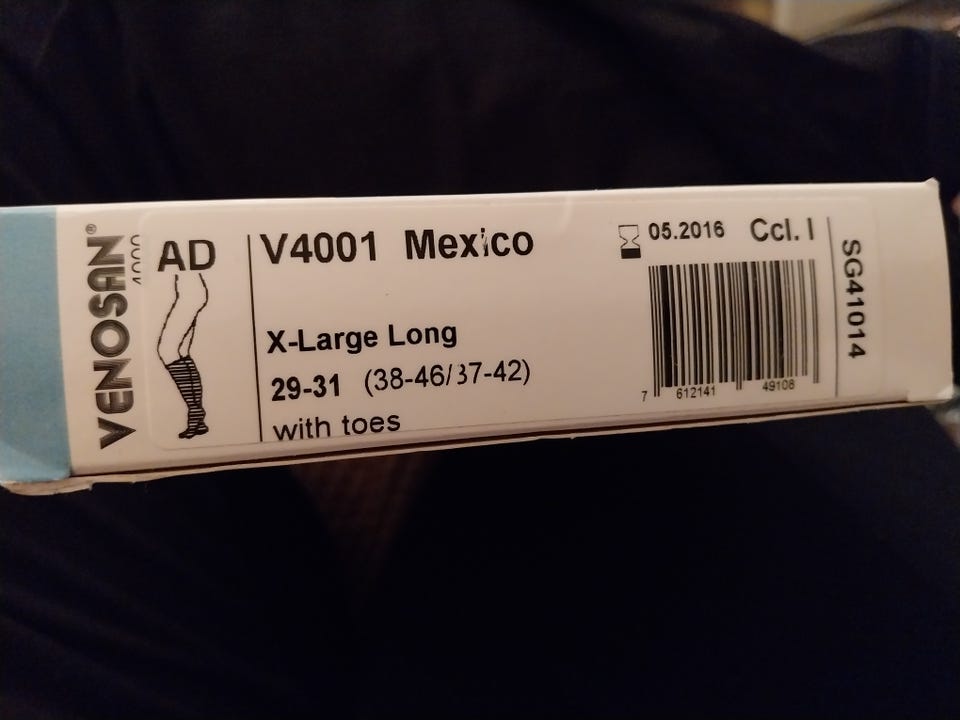 VENOSAN®
4000
AD
V4001 Mexico
X-Large Long
29-31 (38-46/37-42)
with toes
05.2016 Ccl. I
7 612141 49108
SG41014